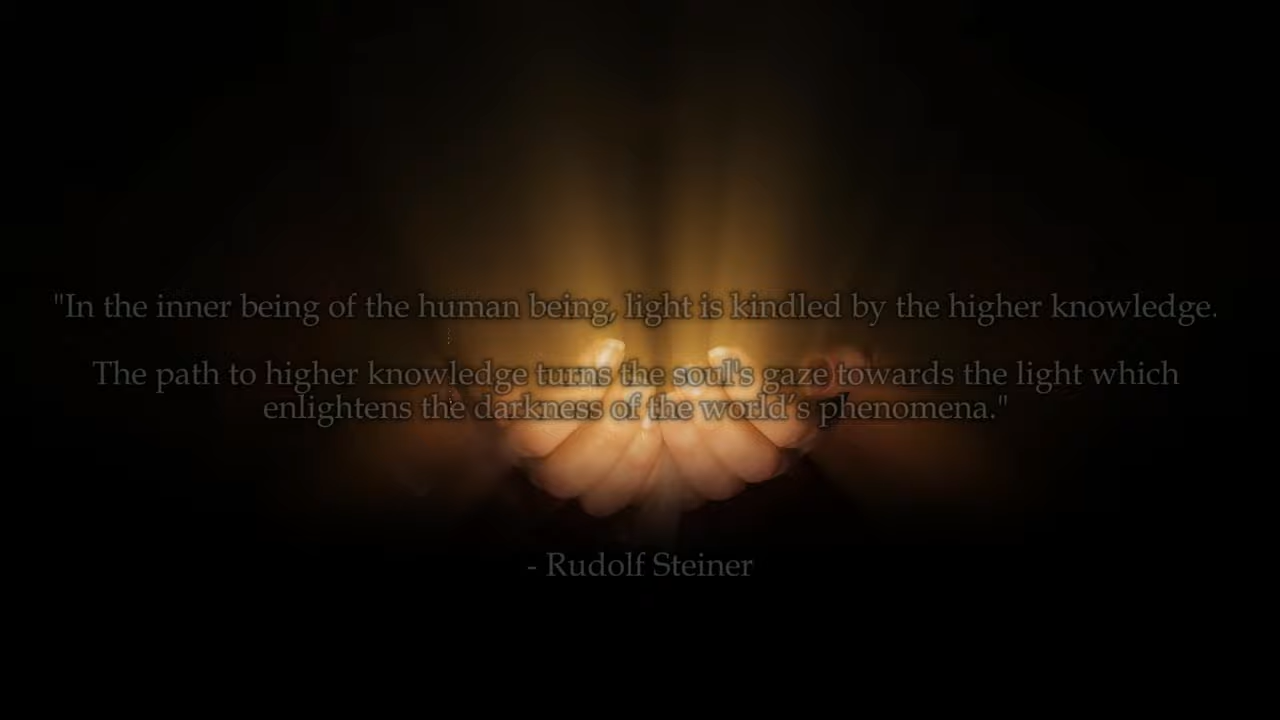 "In the inner being of the human being, light is kindled by the higher knowledge.
The path to higher knowledge turns the soul's gaze towards the light which
enlightens the darkness of the world’s phenomena."
- Rudolf Steiner